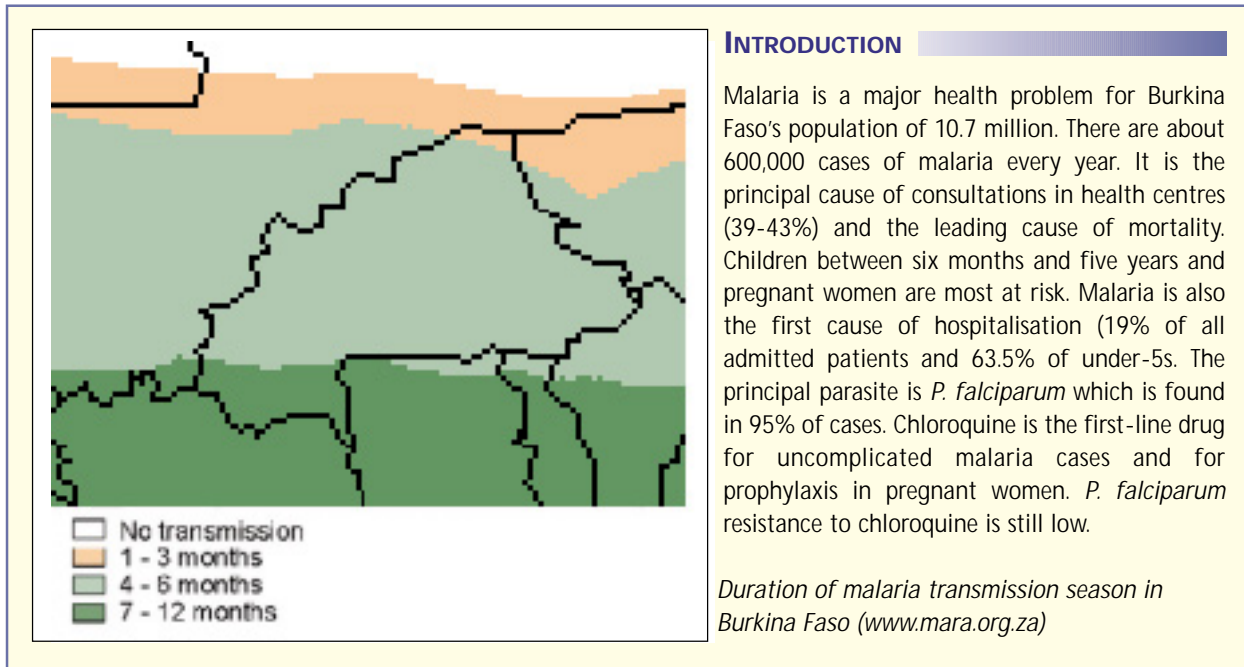 INTRODUCTION
Malaria is a major health problem for Burkina
Faso's population of 10.7 million. There are about
600,000 cases of malaria every year. It is the
principal cause of consultations in health centres
(39-43%) and the leading cause of mortality.
Children between six months and five years and
pregnant women are most at risk. Malaria is also
the first cause of hospitalisation (19% of all
admitted patients and 63.5% of under-5s. The
principal parasite is P. falciparum which is found
in 95% of cases. Chloroquine is the first-line drug
for uncomplicated malaria cases and for
prophylaxis in pregnant women. P. falciparum
resistance to chloroquine is still low.
Duration of malaria transmission season in
Burkina Faso (www.mara.org.za)
No transmission
1 - 3 months
4 - 6 months
7 - 12 months